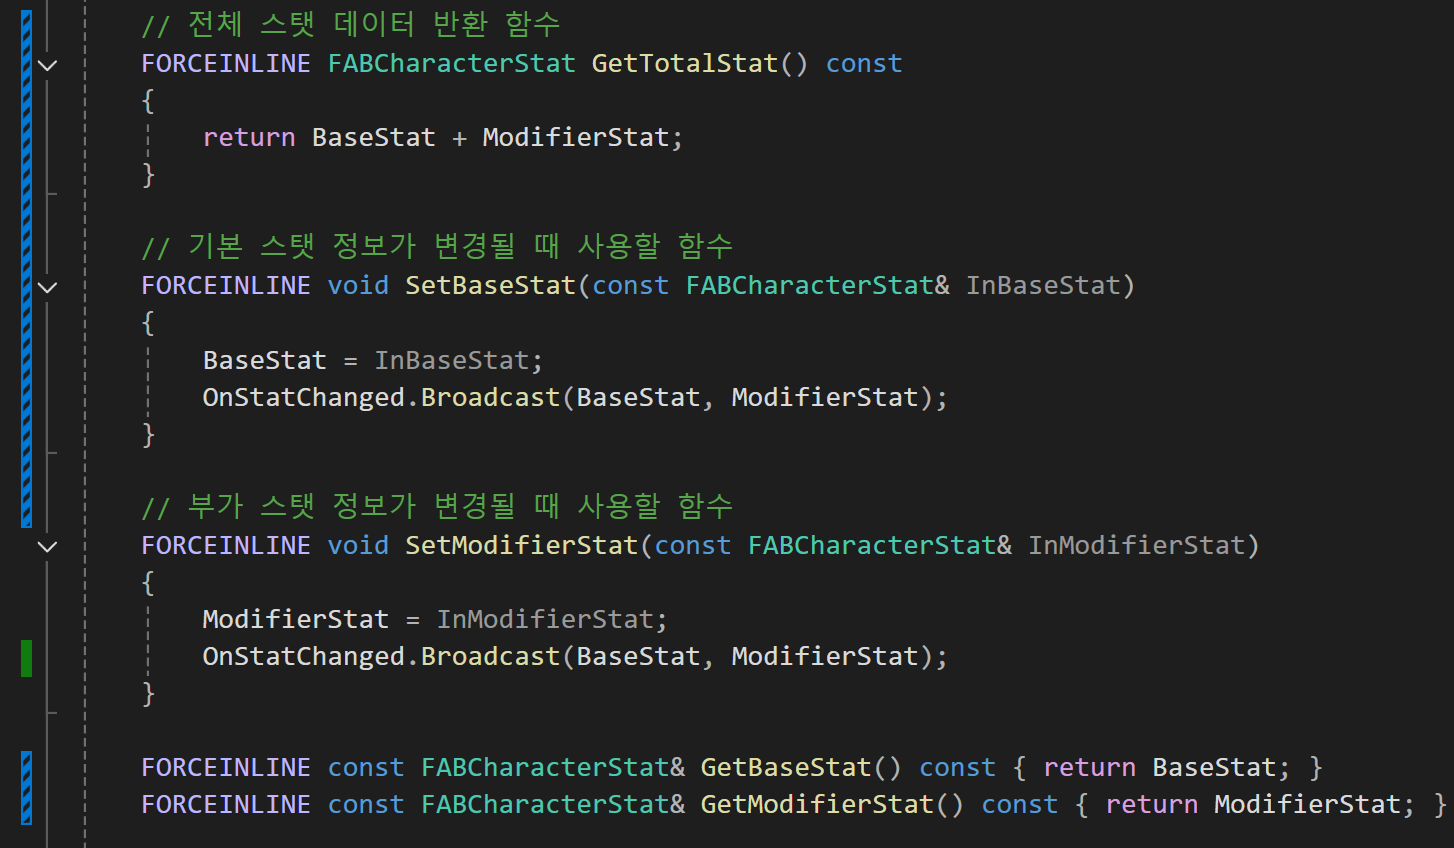 // 전체 스탯 데이터 반환 함수
FORCEINLINE FABCharacterStat GetTotalStat() const
{
return BaseStat + ModifierStat;
}
// 기본 스탯 정보가 변경될 때 사용할 함수
FORCEINLINE void SetBaseStat(const FABCharacterStat& InBaseStat)
{
BaseStat = InBaseStat;
OnStatChanged.Broadcast(BaseStat, ModifierStat);
}
// 부가 스탯 정보가 변경될 때 사용할 함수
FORCEINLINE void SetModifierStat(const FABCharacterStat& InModifierStat)
{
ModifierStat = InModifierStat;
OnStatChanged.Broadcast(BaseStat, ModifierStat);
}
FORCEINLINE const FABCharacterStat& GetBaseStat() const { return BaseStat; }
FORCEINLINE const FABCharacterStat& GetModifierStat() const { return ModifierStat; }